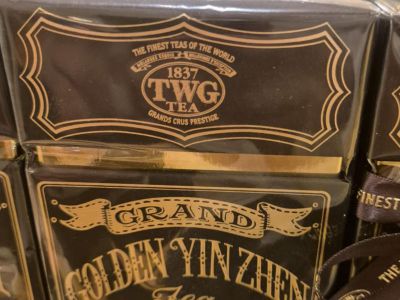 THE FINEST TEAS OF THE WORLD
1837
TWG
TEA
GRANDS CRUS PRESTIGE
GRAND
GOLDEN YIN ZHEN
Tea
FINEST
THE